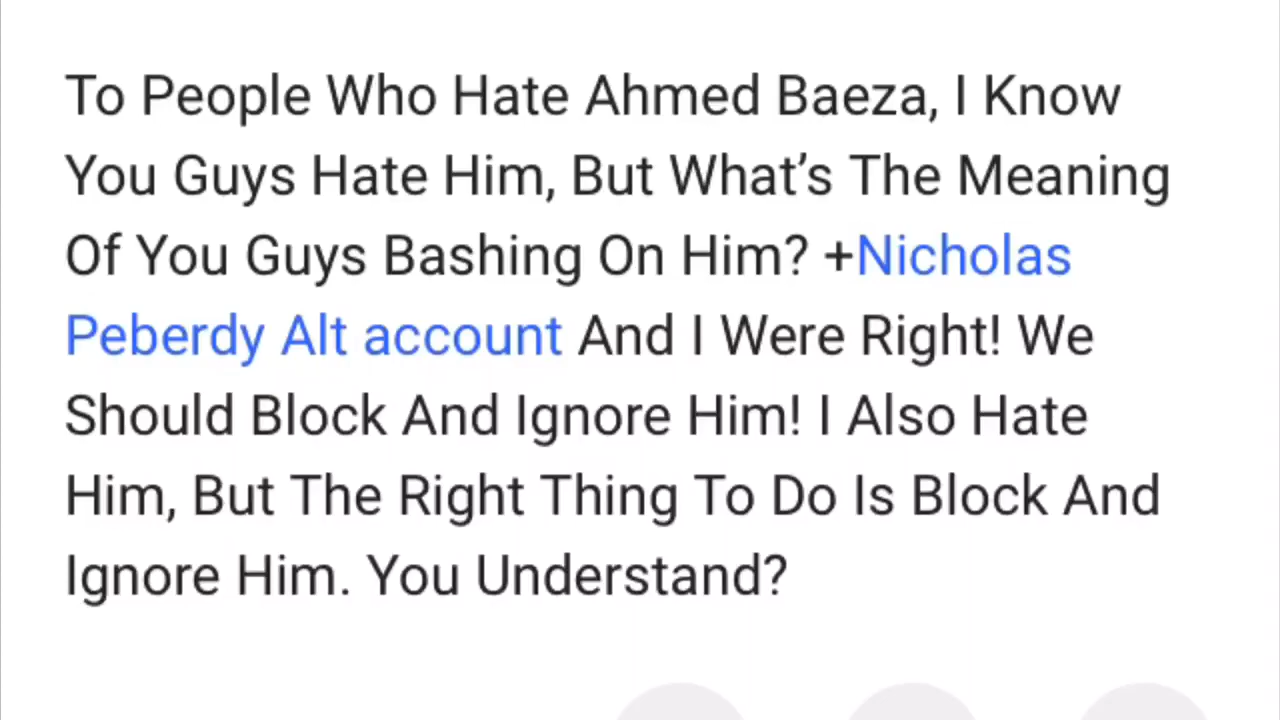 To People Who Hate Ahmed Baeza, I Know
You Guys Hate Him, But What’s The Meaning
Of You Guys Bashing On Him? +Nicholas
Peberdy Alt account And I Were Right! We
Should Block And Ignore Him! I Also Hate
Him, But The Right Thing To Do Is Block And
Ignore Him. You Understand?